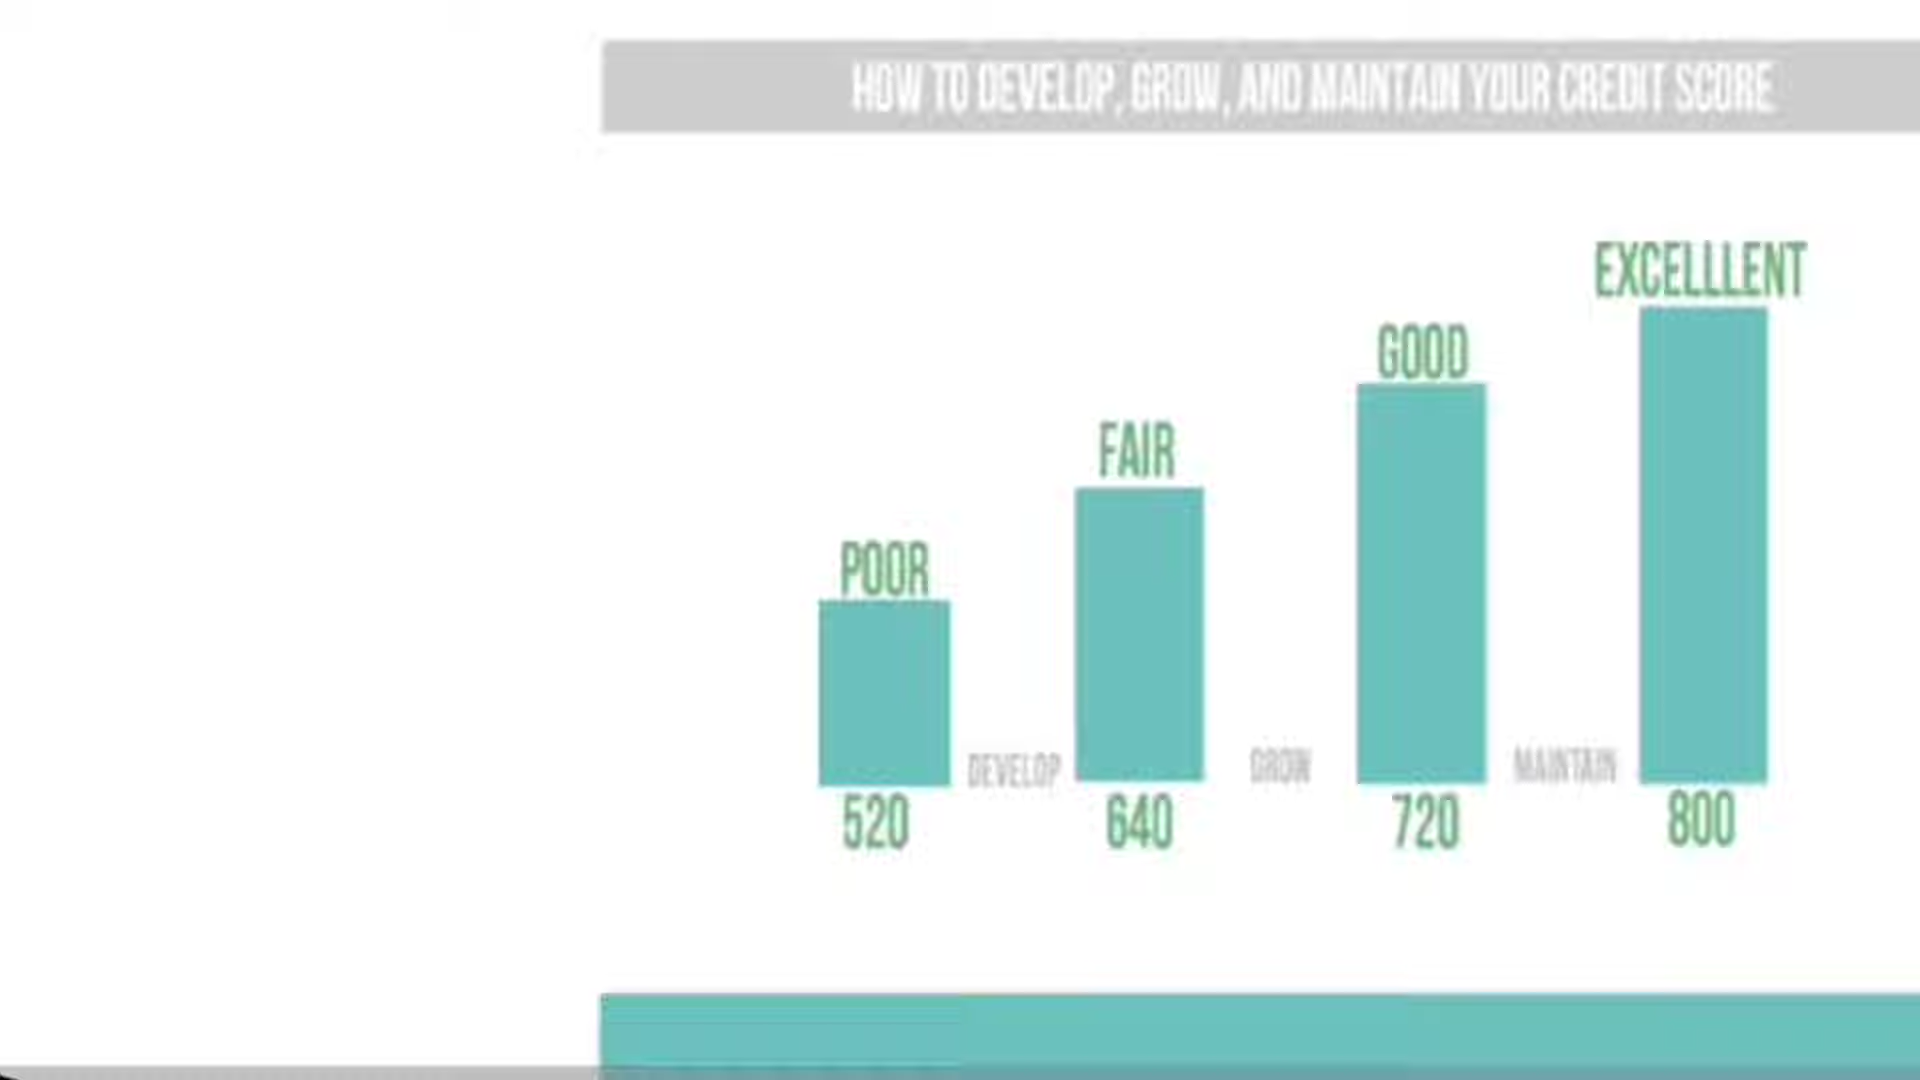 HOW TO DEVELOP, GROW, AND MAINTAIN YOUR CREDIT SCORE
EXCELLLENT
GOOD
FAIR
POOR
DEVELOP
GROW
MAINTAIN
520
640
720
800